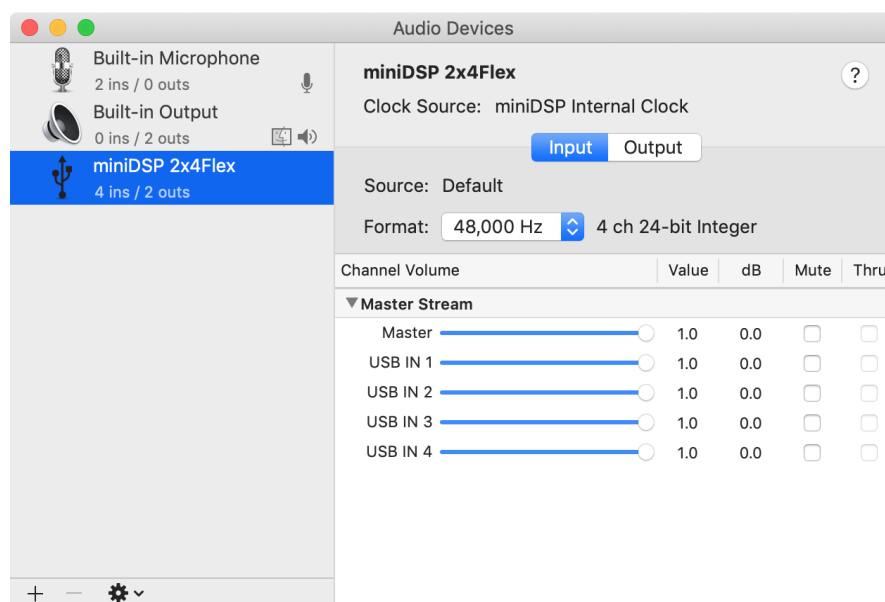 Audio Devices
Built-in Microphone
2 ins / 0 outs
Built-in Output
0 ins / 2 outs
miniDSP 2x4Flex
4 ins / 2 outs
miniDSP 2x4Flex
?
Clock Source: miniDSP Internal Clock
Input Output
Source: Default
Format: 48,000 Hz 4 ch 24-bit Integer
Channel Volume Value dB Mute Thru
Master Stream
Master 1.0 0.0
USB IN 1 1.0 0.0
USB IN 2 1.0 0.0
USB IN 3 1.0 0.0
USB IN 4 1.0 0.0